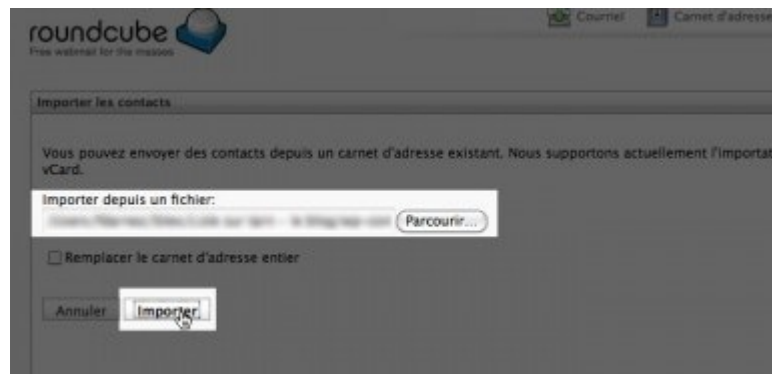 roundcube
Free webmail for the masses
Courriel Carnet d'adresse
Importer les contacts
Vous pouvez envoyer des contacts depuis un carnet d'adresse existant. Nous supportons actuellement l'importat
vCard.
Importer depuis un fichier:
Parcourir...
Remplacer le carnet d'adresse entier
Annuler Importer